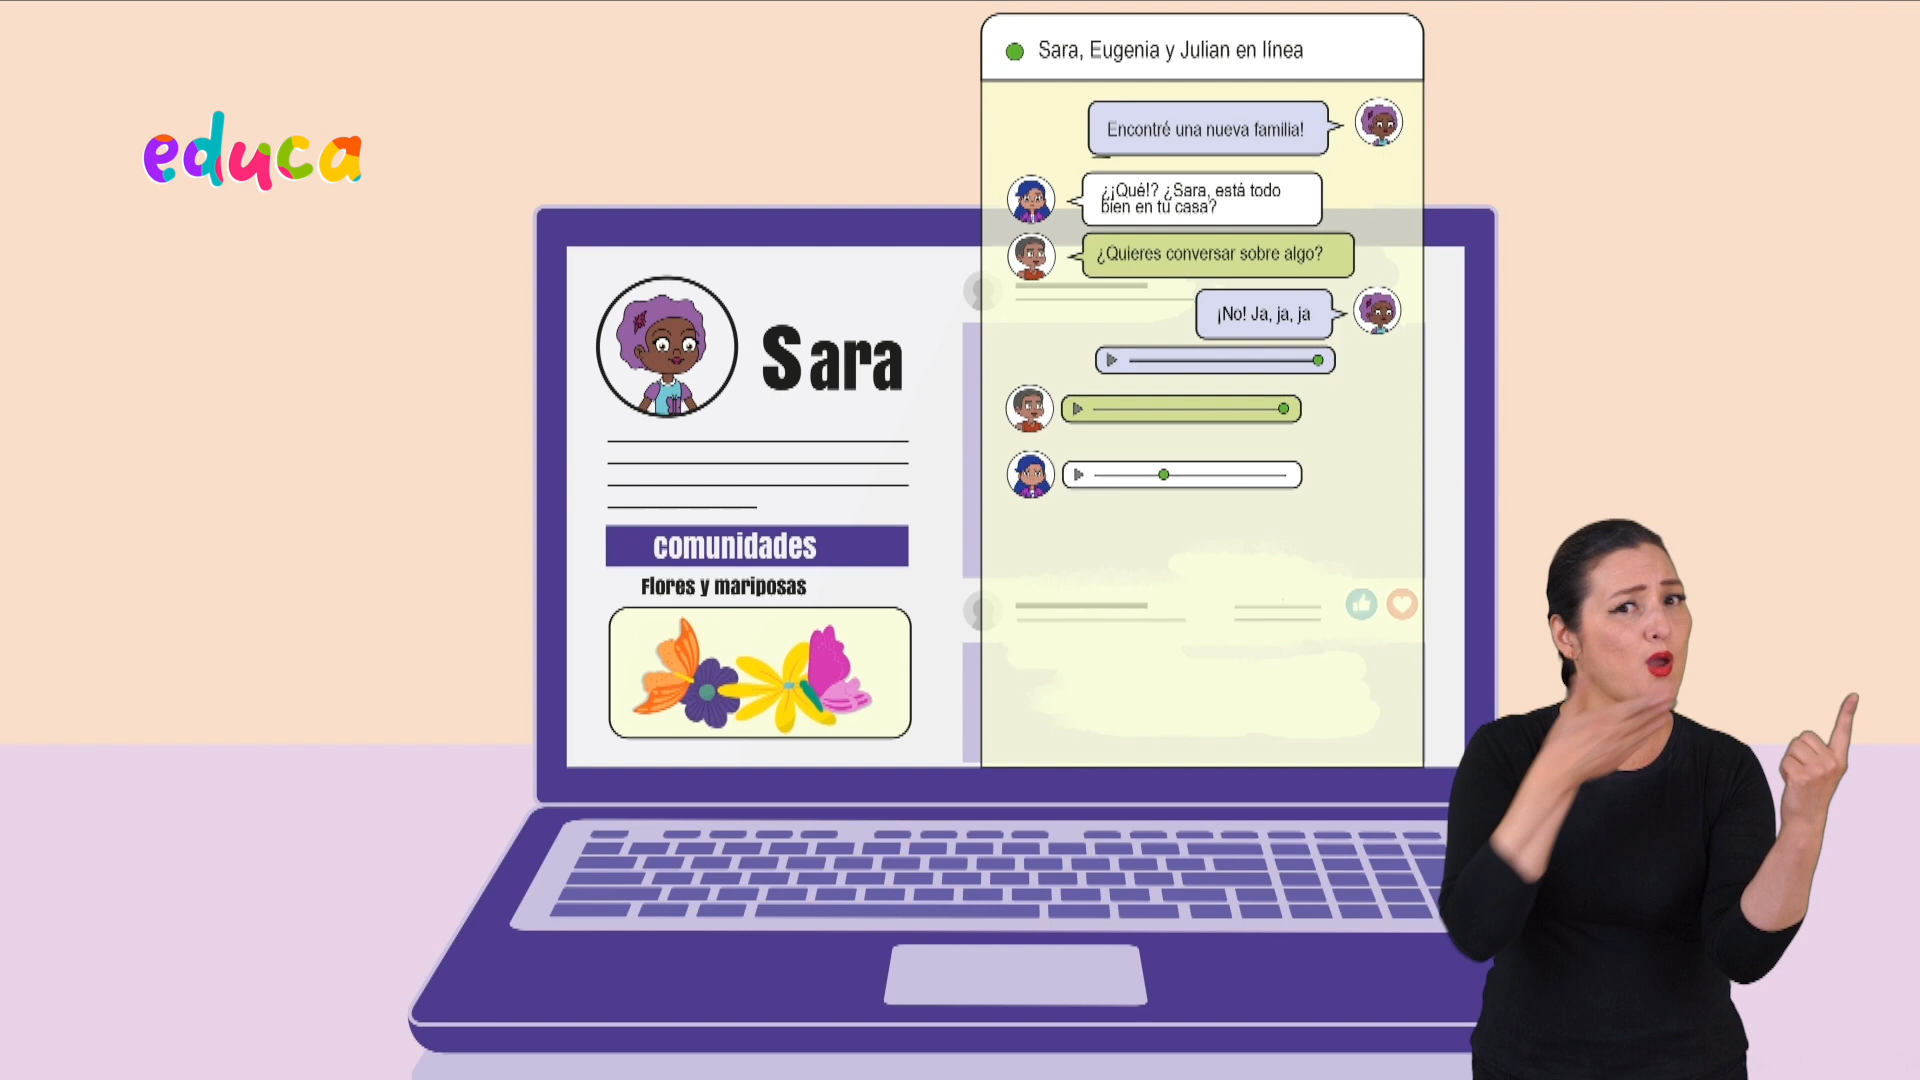 Sara, Eugenia y Julian en línea
educa
Encontré una nueva familia!
¿¡Qué!? ¿Sara, está todo
bien en tu casa?
¿Quieres conversar sobre algo?
¡No! Ja, ja, ja
Sara
comunidades
Flores y mariposas